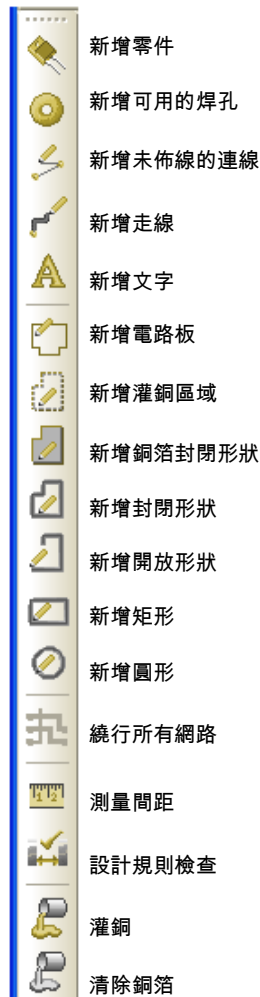 新增零件
新增可用的焊孔
新增未佈線的連線
新增走線
新增文字
新增電路板
新增灌銅區域
新增銅箔封閉形狀
新增封閉形狀
新增開放形狀
新增矩形
新增圓形
繞行所有網路
測量間距
設計規則檢查
灌銅
清除銅箔